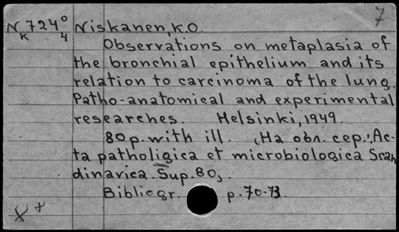 7
N 724⁰ Niskanen, K.O.
к 4
Observations on metaplasia of
the bronchial epithelium and its
relation to carcinoma of the lung.
Patho-anatomical and experimental
researches. Helsinki, 1949.
80 p. with ill. (На обл. сер.: Ac-
ta patholigica et microbiologica Scan
dinavica. Sup. 80).
Bibliogr. p. 70-73